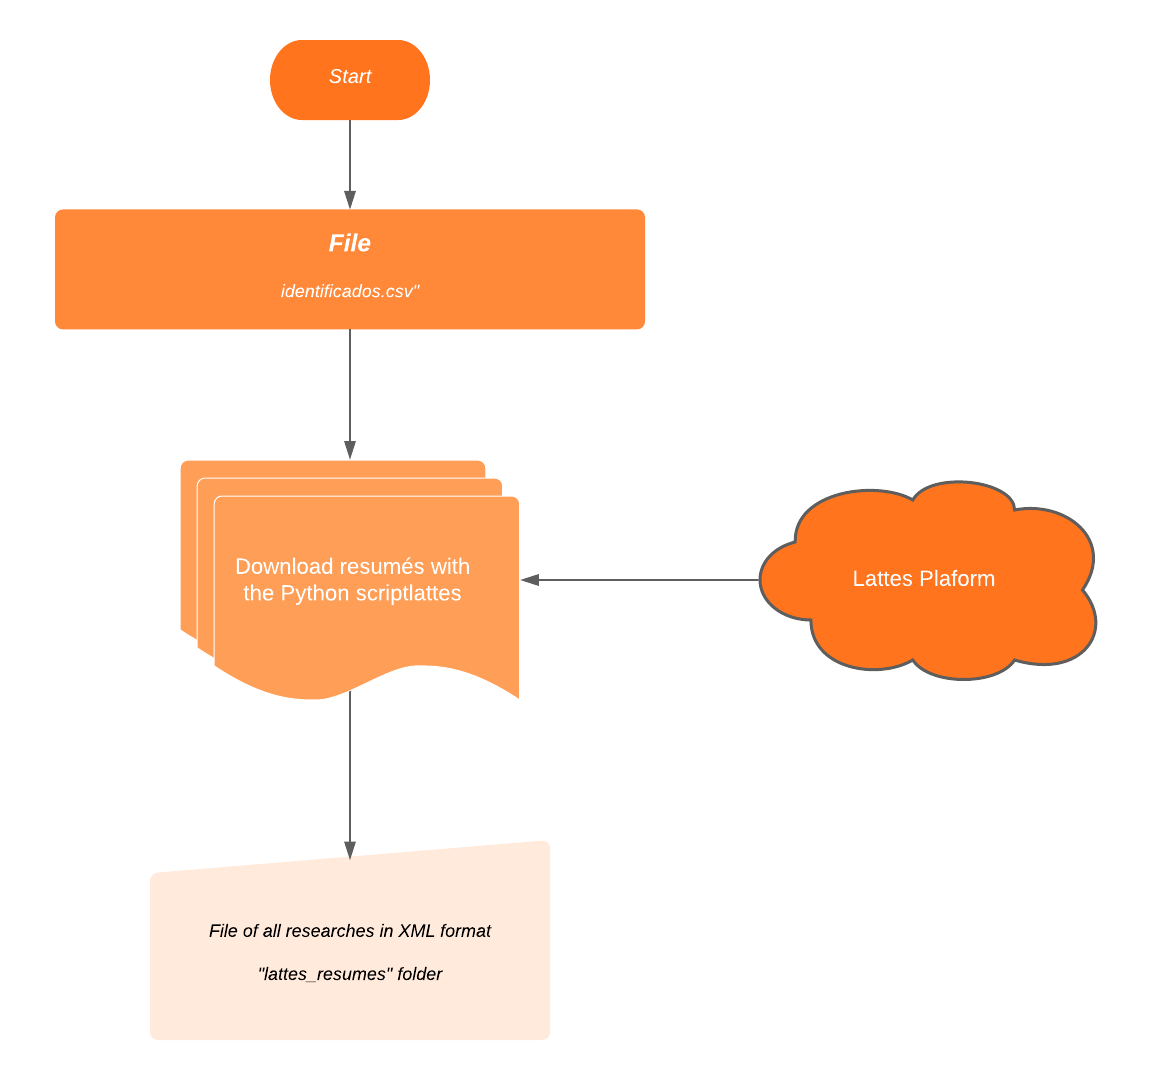 Start
File
identificados.csv"
Download resumés with
the Python scriptlattes
Lattes Plaform
File of all researches in XML format
"lattes_resumes" folder